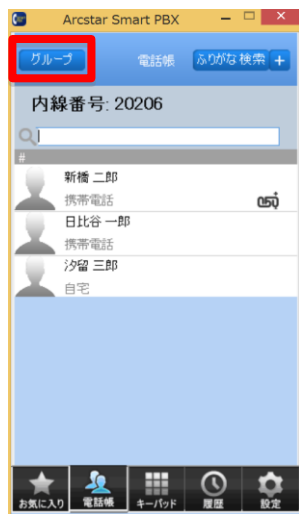 Arcstar Smart PBX
グループ 電話帳 ふりがな 検索 +
内線番号: 20206
#
新橋 二郎
携帯電話
日比谷 一郎
携帯電話
汐留 三郎
自宅
お気に入り 電話帳 キーパッド 履歴 設定